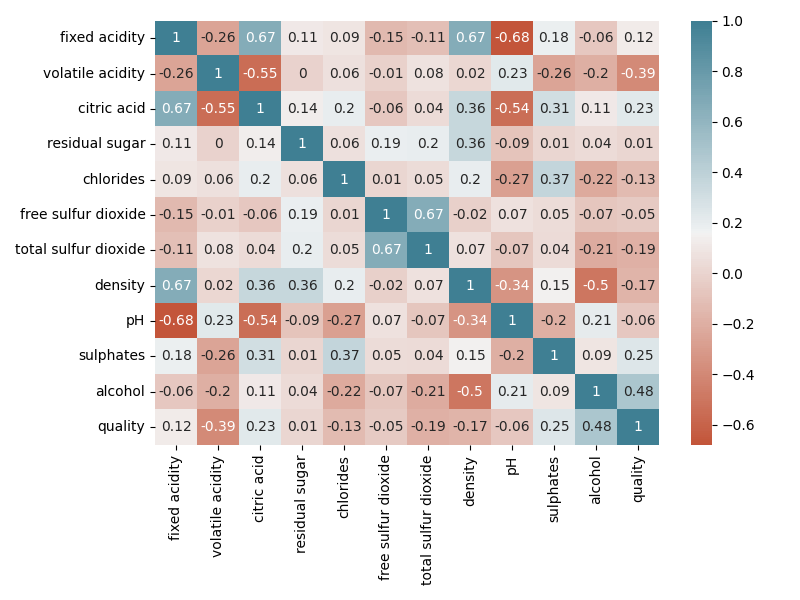 fixed acidity 1 -0.26 0.67 0.11 0.09 -0.15 -0.11 0.67 -0.68 0.18 -0.06 0.12
volatile acidity -0.26 1 -0.55 0 0.06 -0.01 0.08 0.02 0.23 -0.26 -0.2 -0.39
citric acid 0.67 -0.55 1 0.14 0.2 -0.06 0.04 0.36 -0.54 0.31 0.11 0.23
residual sugar 0.11 0 0.14 1 0.06 0.19 0.2 0.36 -0.09 0.01 0.04 0.01
chlorides 0.09 0.06 0.2 0.06 1 0.01 0.05 0.2 -0.27 0.37 -0.22 -0.13
free sulfur dioxide -0.15 -0.01 -0.06 0.19 0.01 1 0.67 -0.02 0.07 0.05 -0.07 -0.05
total sulfur dioxide -0.11 0.08 0.04 0.2 0.05 0.67 1 0.07 -0.07 0.04 -0.21 -0.19
density 0.67 0.02 0.36 0.36 0.2 -0.02 0.07 1 -0.34 0.15 -0.5 -0.17
pH -0.68 0.23 -0.54 -0.09 -0.27 0.07 -0.07 -0.34 1 -0.2 0.21 -0.06
sulphates 0.18 -0.26 0.31 0.01 0.37 0.05 0.04 0.15 -0.2 1 0.09 0.25
alcohol -0.06 -0.2 0.11 0.04 -0.22 -0.07 -0.21 -0.5 0.21 0.09 1 0.48
quality 0.12 -0.39 0.23 0.01 -0.13 -0.05 -0.19 -0.17 -0.06 0.25 0.48 1
fixed acidity
volatile acidity
citric acid
residual sugar
chlorides
free sulfur dioxide
total sulfur dioxide
density
pH
sulphates
alcohol
quality
1.0
0.8
0.6
0.4
0.2
0.0
−0.2
−0.4
−0.6